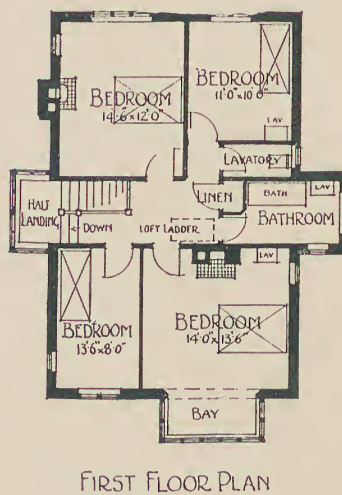 BEDROOM
14'·6"×12'·0"
BEDROOM
11'·0"×10'·0"
LAV
LAVATORY
LINEN
BATH
LAV
BATHROOM
HALF
LANDING
DOWN
LOFT LADDER
LAV
BEDROOM
13'·6"×8'·0"
BEDROOM
14'·0"×13'·6"
BAY
FIRST FLOOR PLAN